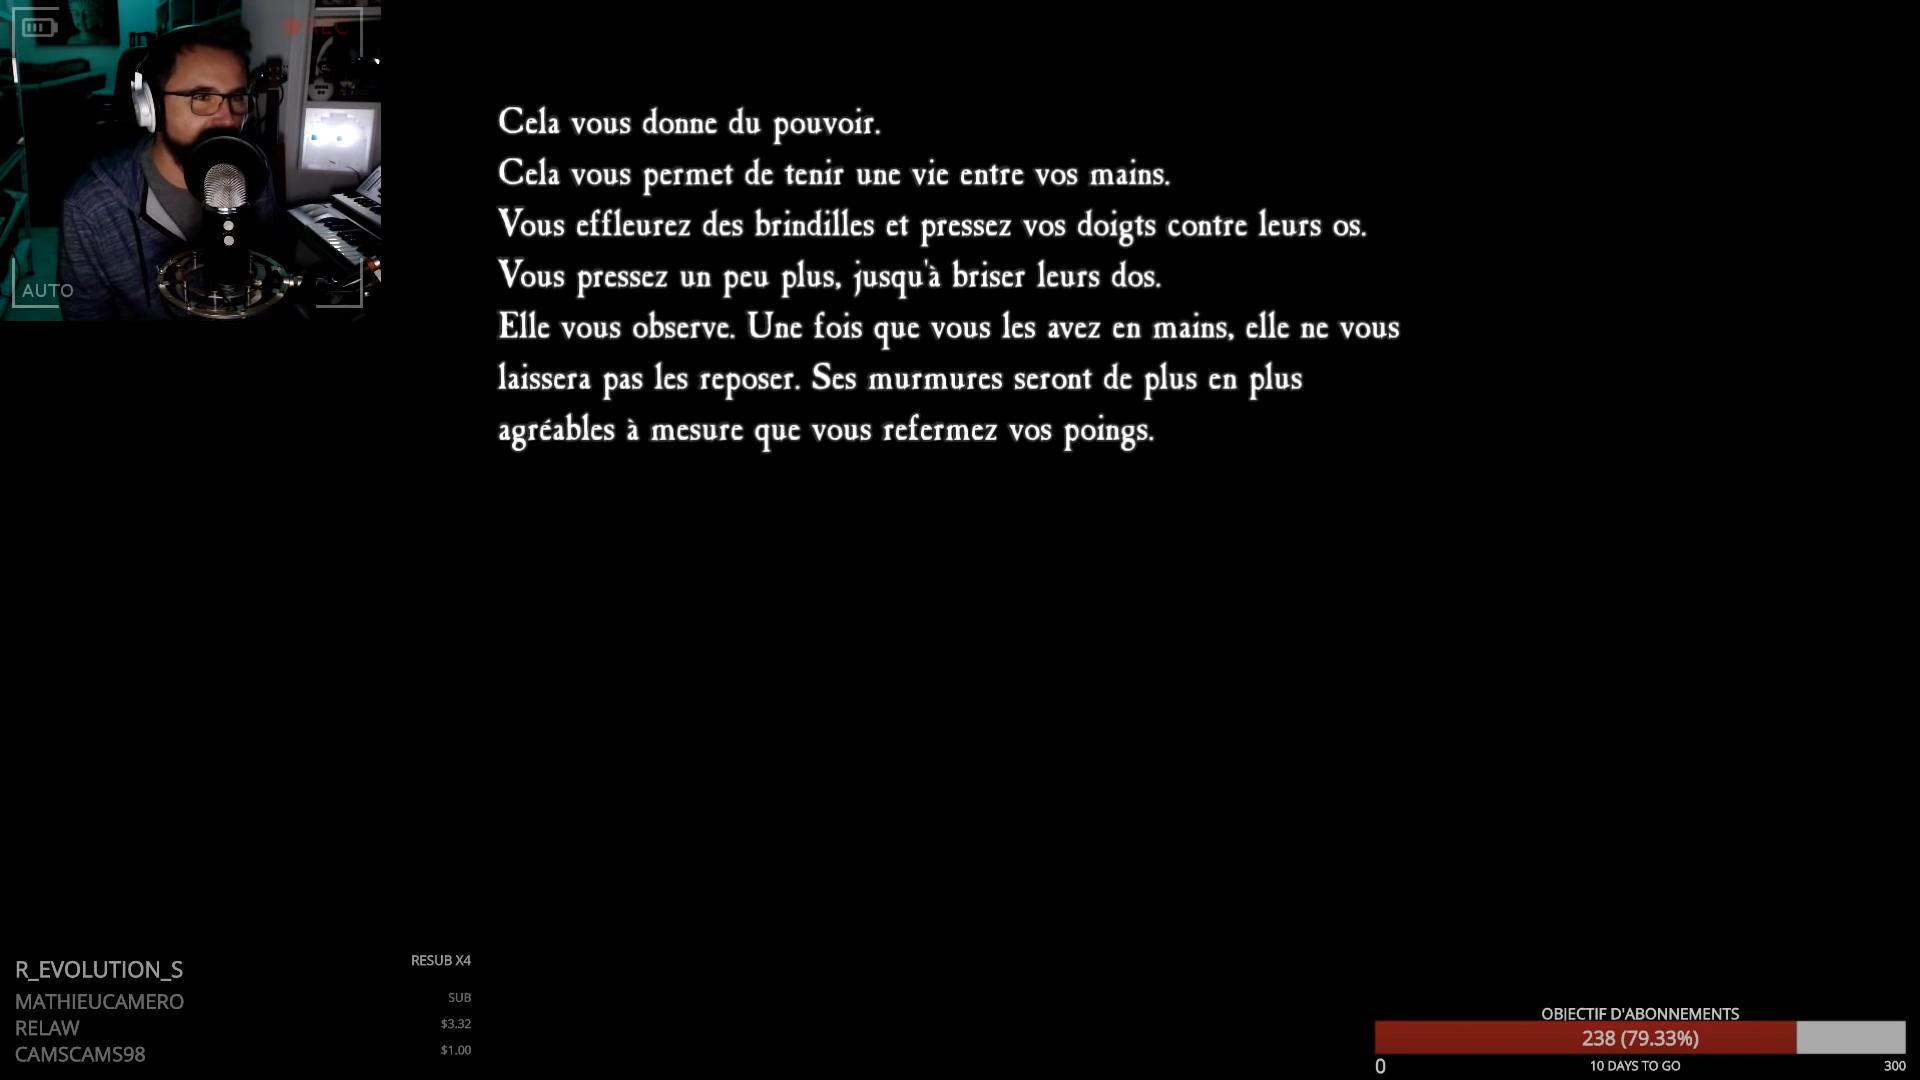 REC
AUTO
Cela vous donne du pouvoir.
Cela vous permet de tenir une vie entre vos mains.
Vous effleurez des brindilles et pressez vos doigts contre leurs os.
Vous pressez un peu plus, jusqu'à briser leurs dos.
Elle vous observe. Une fois que vous les avez en mains, elle ne vous
laissera pas les reposer. Ses murmures seront de plus en plus
agréables à mesure que vous refermez vos poings.
R_EVOLUTION_S RESUB X4
MATHIEUCAMERO SUB
RELAW $3.32
CAMSCAMS98 $1.00
OBJECTIF D'ABONNEMENTS
238 (79.33%)
0 10 DAYS TO GO 300